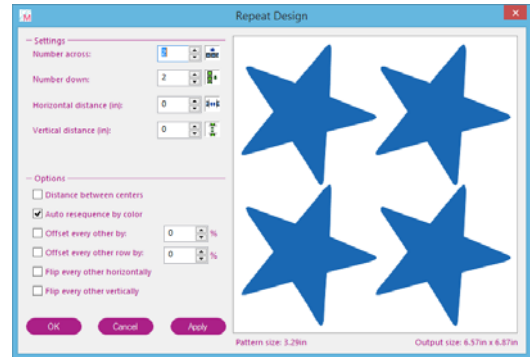 Repeat Design
Settings
Number across: 2
Number down: 2
Horizontal distance (in): 0
Vertical distance (in): 0
Options
Distance between centers
Auto resequence by color
Offset every other by: 0 %
Offset every other row by: 0 %
Flip every other horizontally
Flip every other vertically
OK Cancel Apply
Pattern size: 3.29in Output size: 6.57in x 6.87in